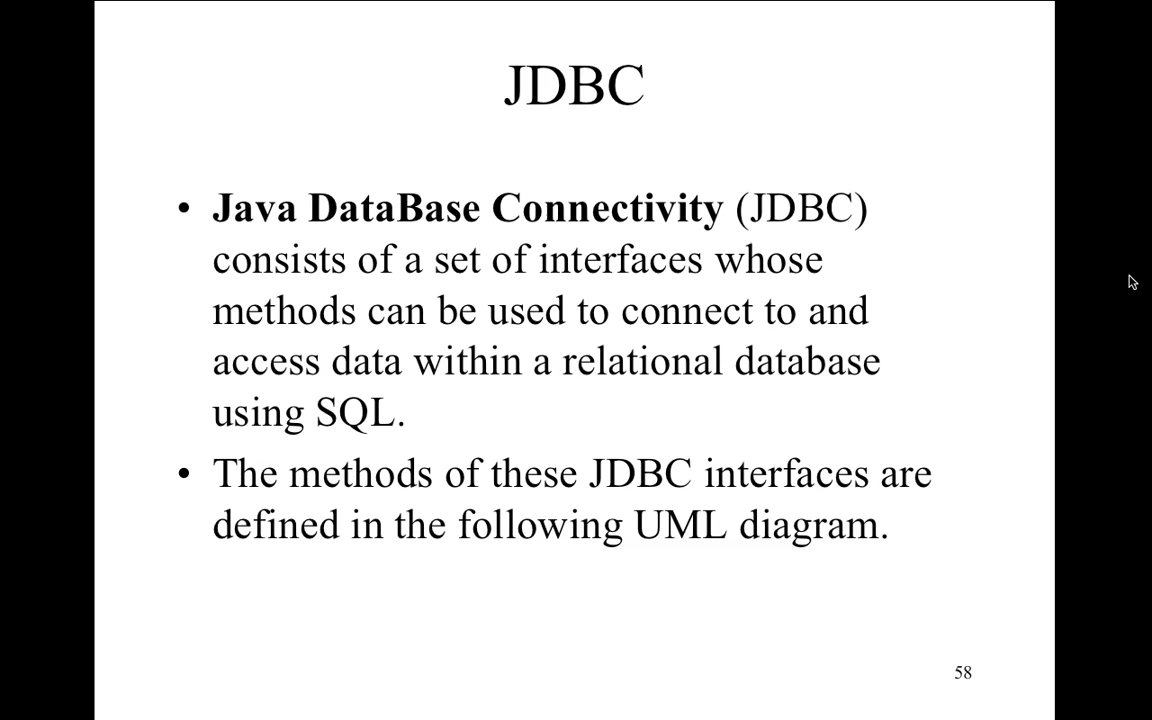 JDBC
• Java DataBase Connectivity (JDBC)
consists of a set of interfaces whose
methods can be used to connect to and
access data within a relational database
using SQL.
• The methods of these JDBC interfaces are
defined in the following UML diagram.
58